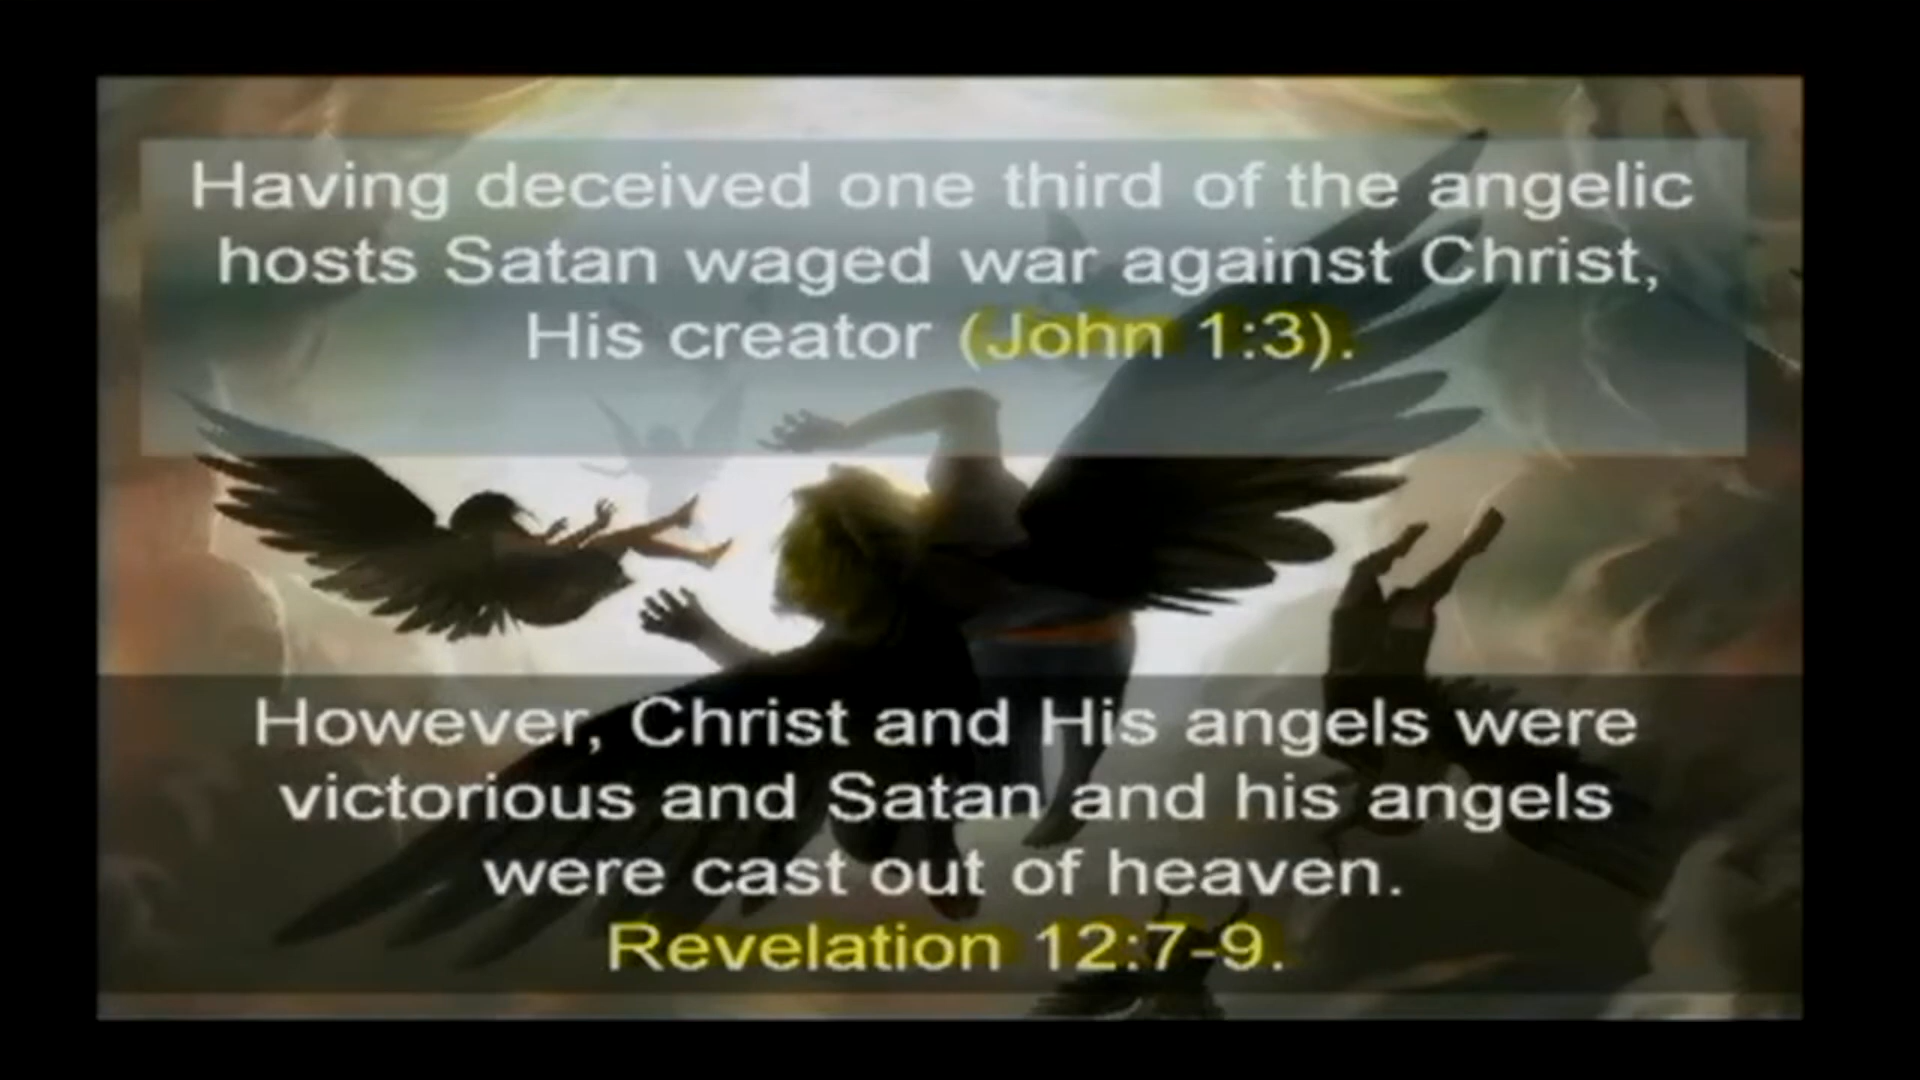 Having deceived one third of the angelic
hosts Satan waged war against Christ,
His creator (John 1:3).
However, Christ and His angels were
victorious and Satan and his angels
were cast out of heaven.
Revelation 12:7-9.